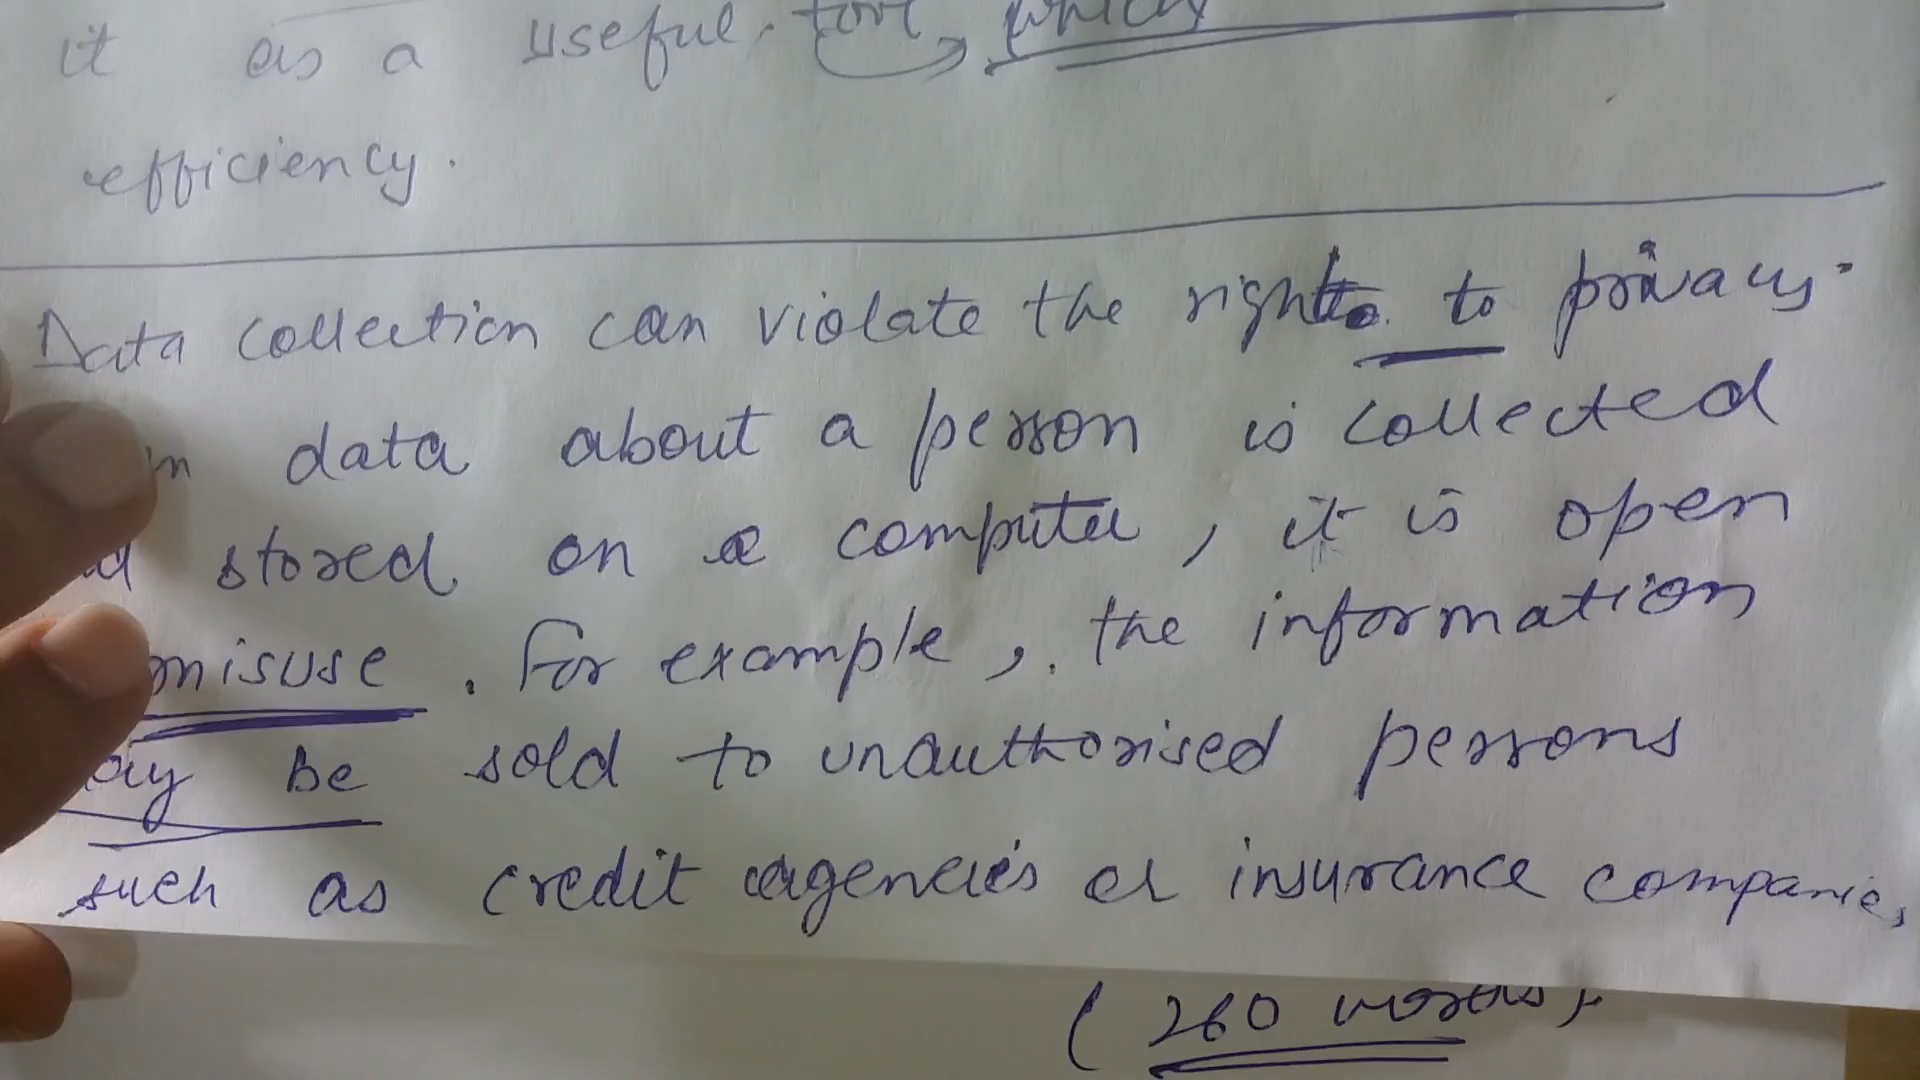 it as a useful tool, which
efficiency.
Data collection can violate the right to privacy.
data about a person is collected
stored on a computer, it is open
misuse. For example, the information
be sold to unauthorised persons
such as credit agencies or insurance companies
(260 words).